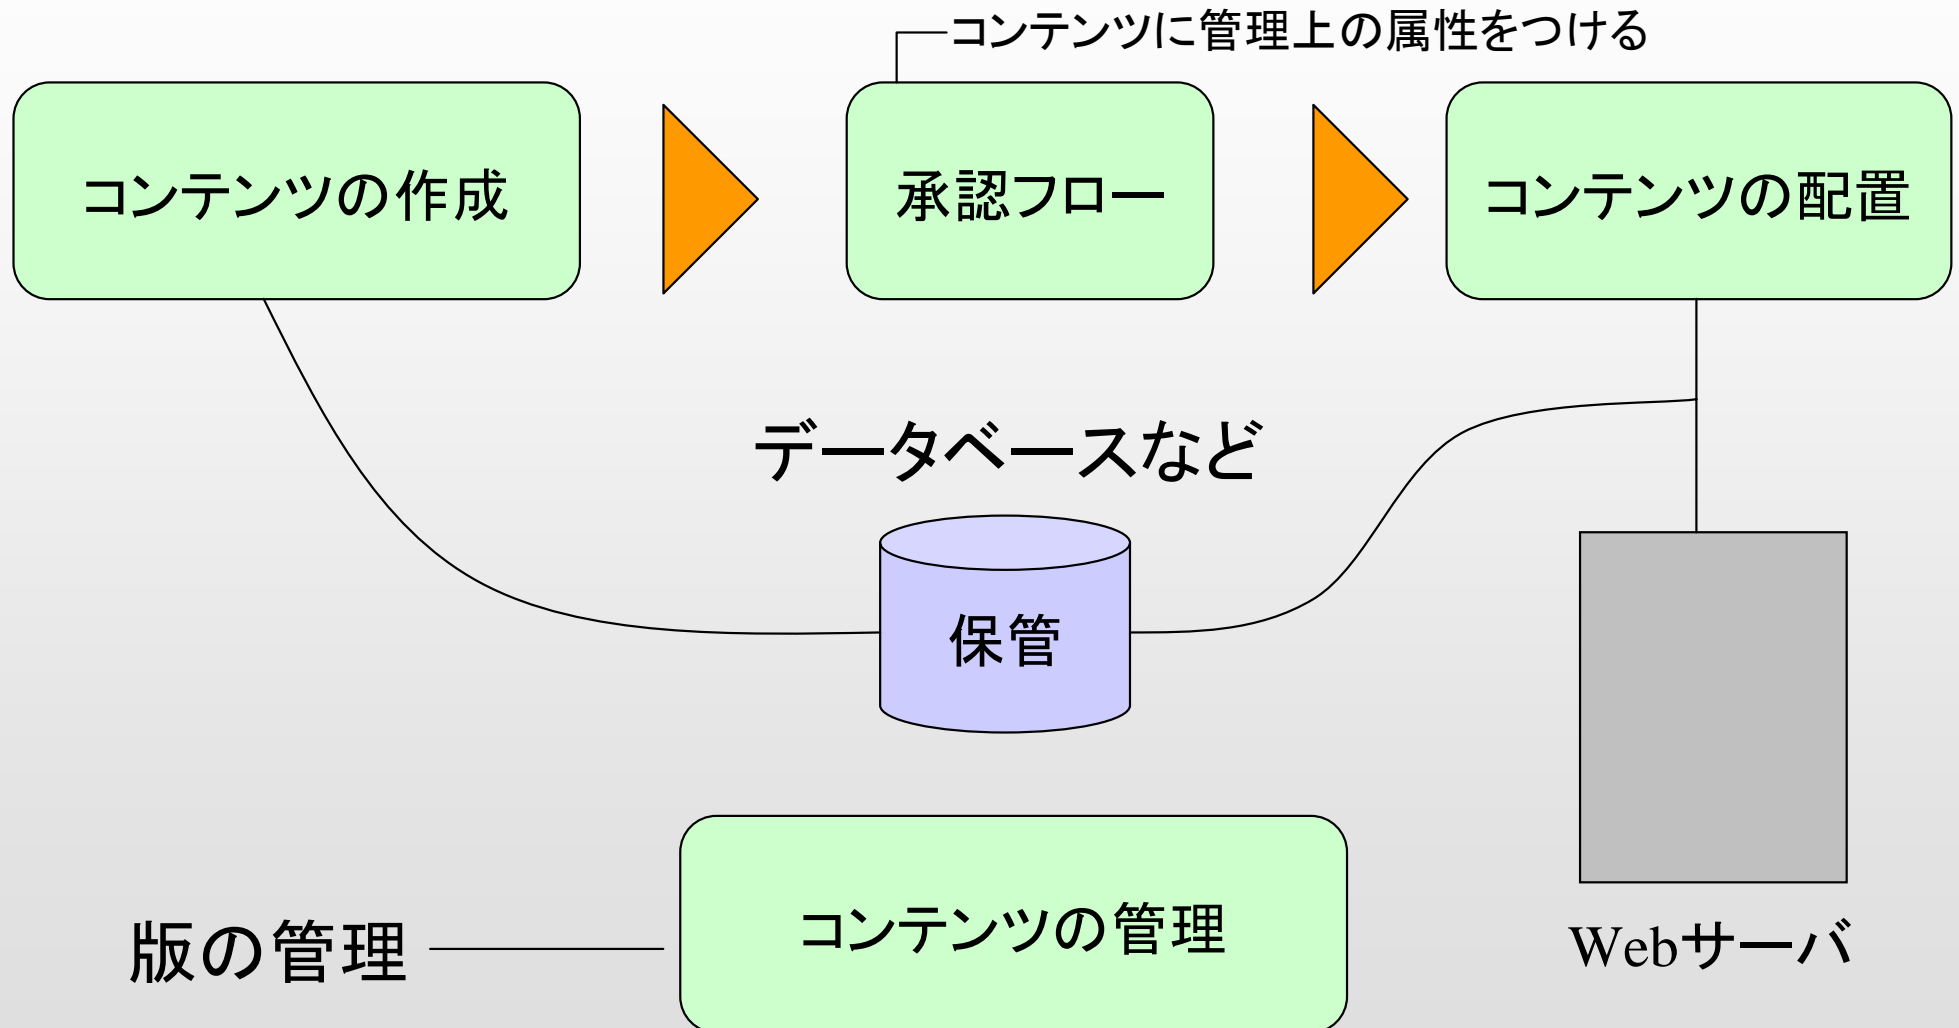 コンテンツに管理上の属性をつける
コンテンツの作成
承認フロー
コンテンツの配置
データベースなど
保管
コンテンツの管理
版の管理
Webサーバ